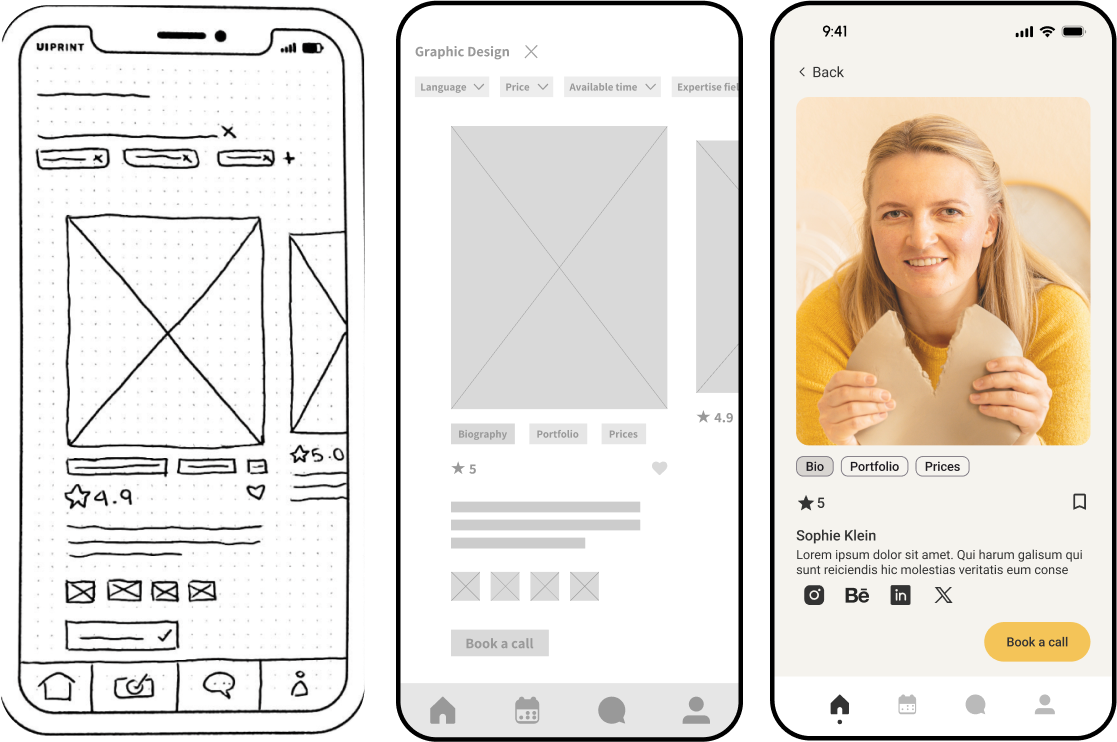 UIPRINT
5.0
4.9
Graphic Design
Language
Price
Available time
Expertise fiel
4.9
Biography
Portfolio
Prices
5
Book a call
9:41
Back
Bio
Portfolio
Prices
5
Sophie Klein
Lorem ipsum dolor sit amet. Qui harum galisum qui
sunt reiciendis hic molestias veritatis eum conse
Bē
in
Book a call